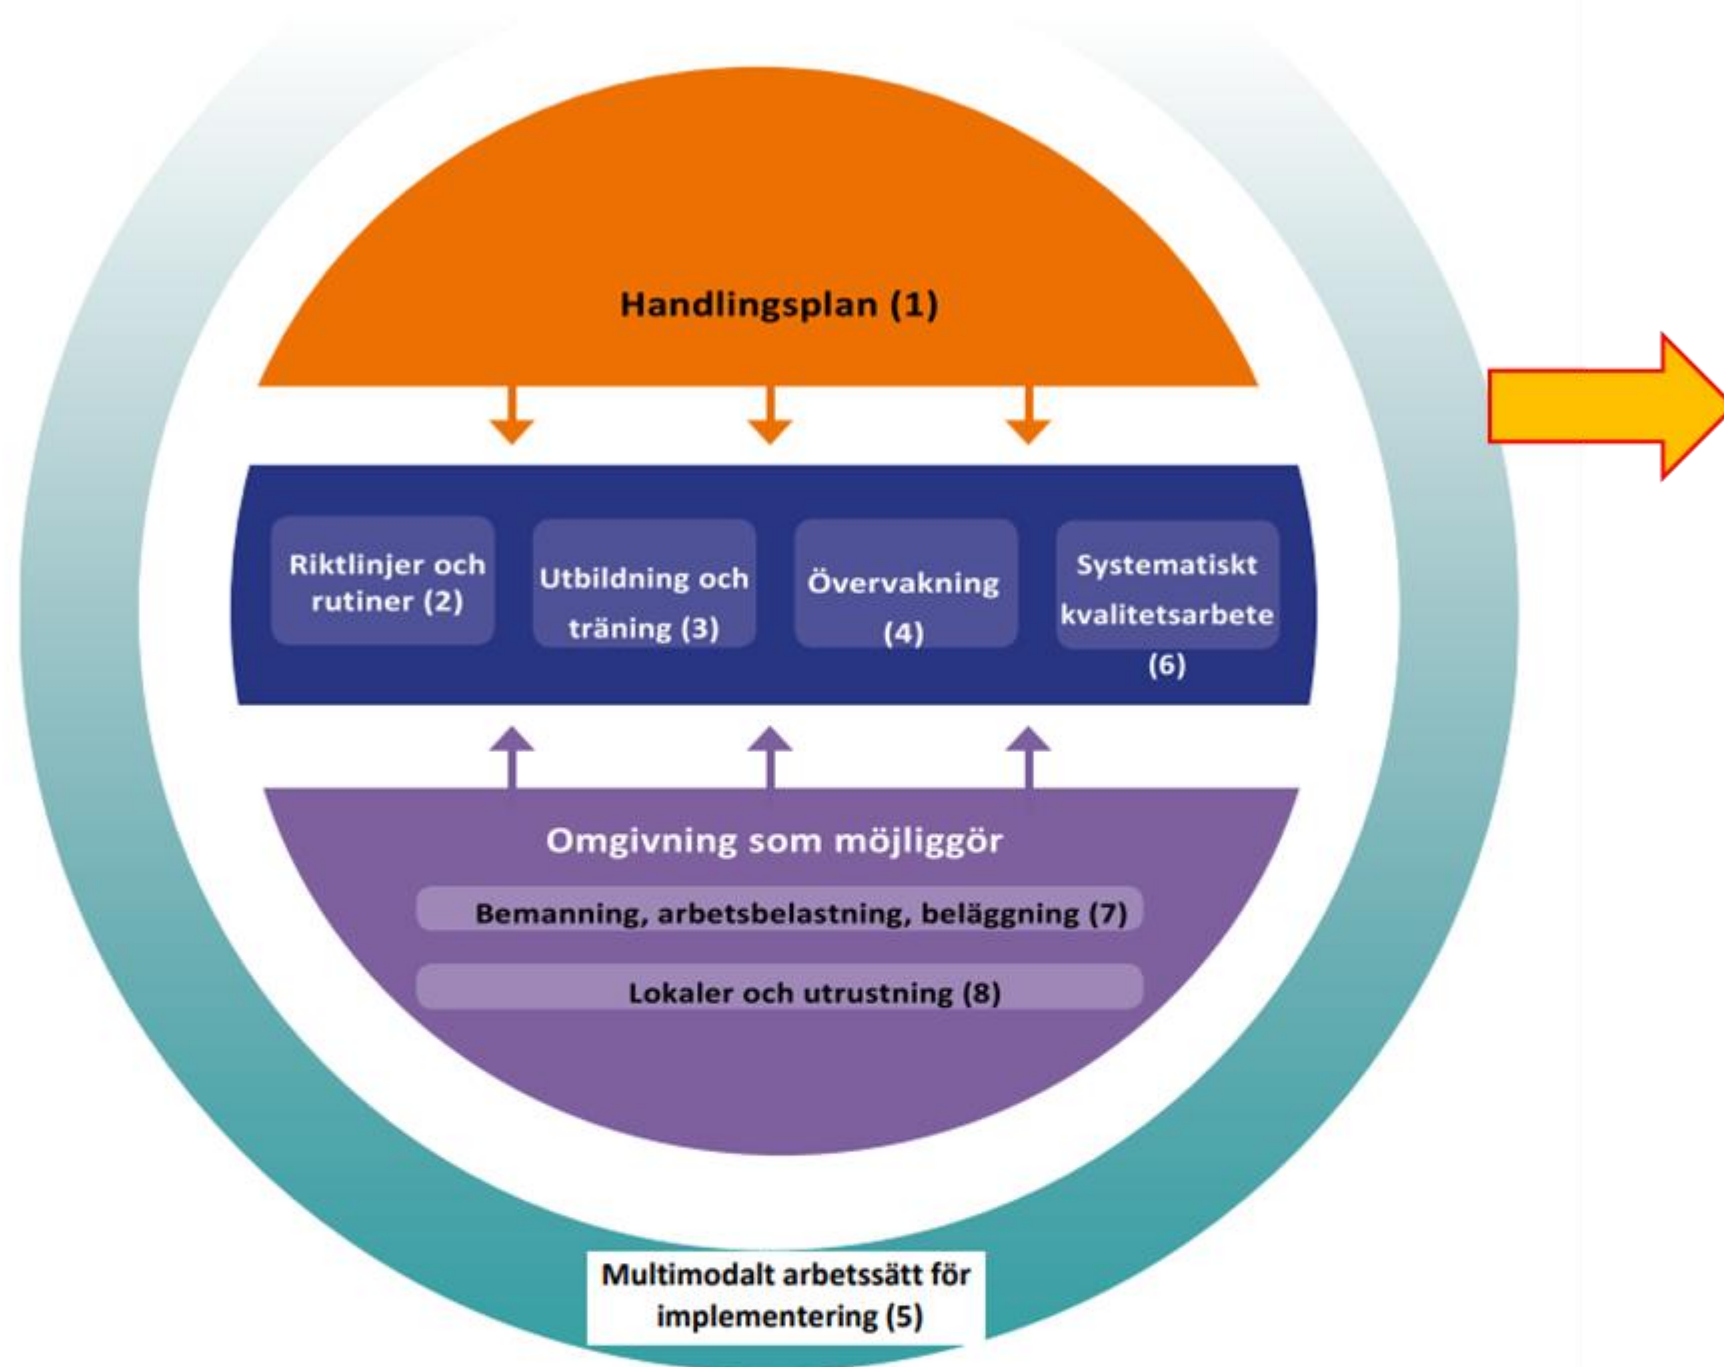 Handlingsplan (1)
Riktlinjer och
rutiner (2)
Utbildning och
träning (3)
Övervakning
(4)
Systematiskt
kvalitetsarbete
(6)
Omgivning som möjliggör
Bemanning, arbetsbelastning, beläggning (7)
Lokaler och utrustning (8)
Multimodalt arbetssätt för
implementering (5)